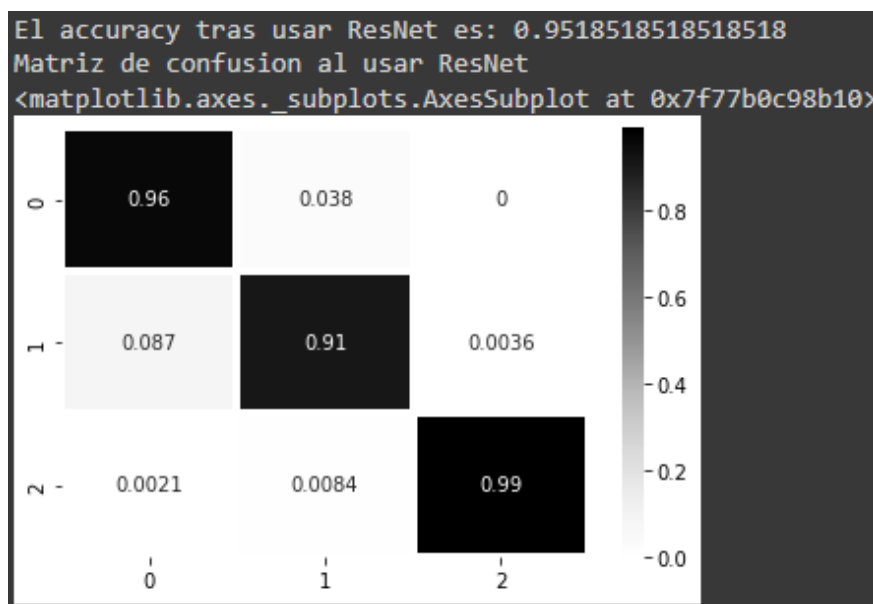 El accuracy tras usar ResNet es: 0.9518518518518518
Matriz de confusion al usar ResNet
<matplotlib.axes._subplots.AxesSubplot at 0x7f77b0c98b10>
0 0.96 0.038 0
1 0.087 0.91 0.0036
2 0.0021 0.0084 0.99
0 1 2
0.8
0.6
0.4
0.2
0.0